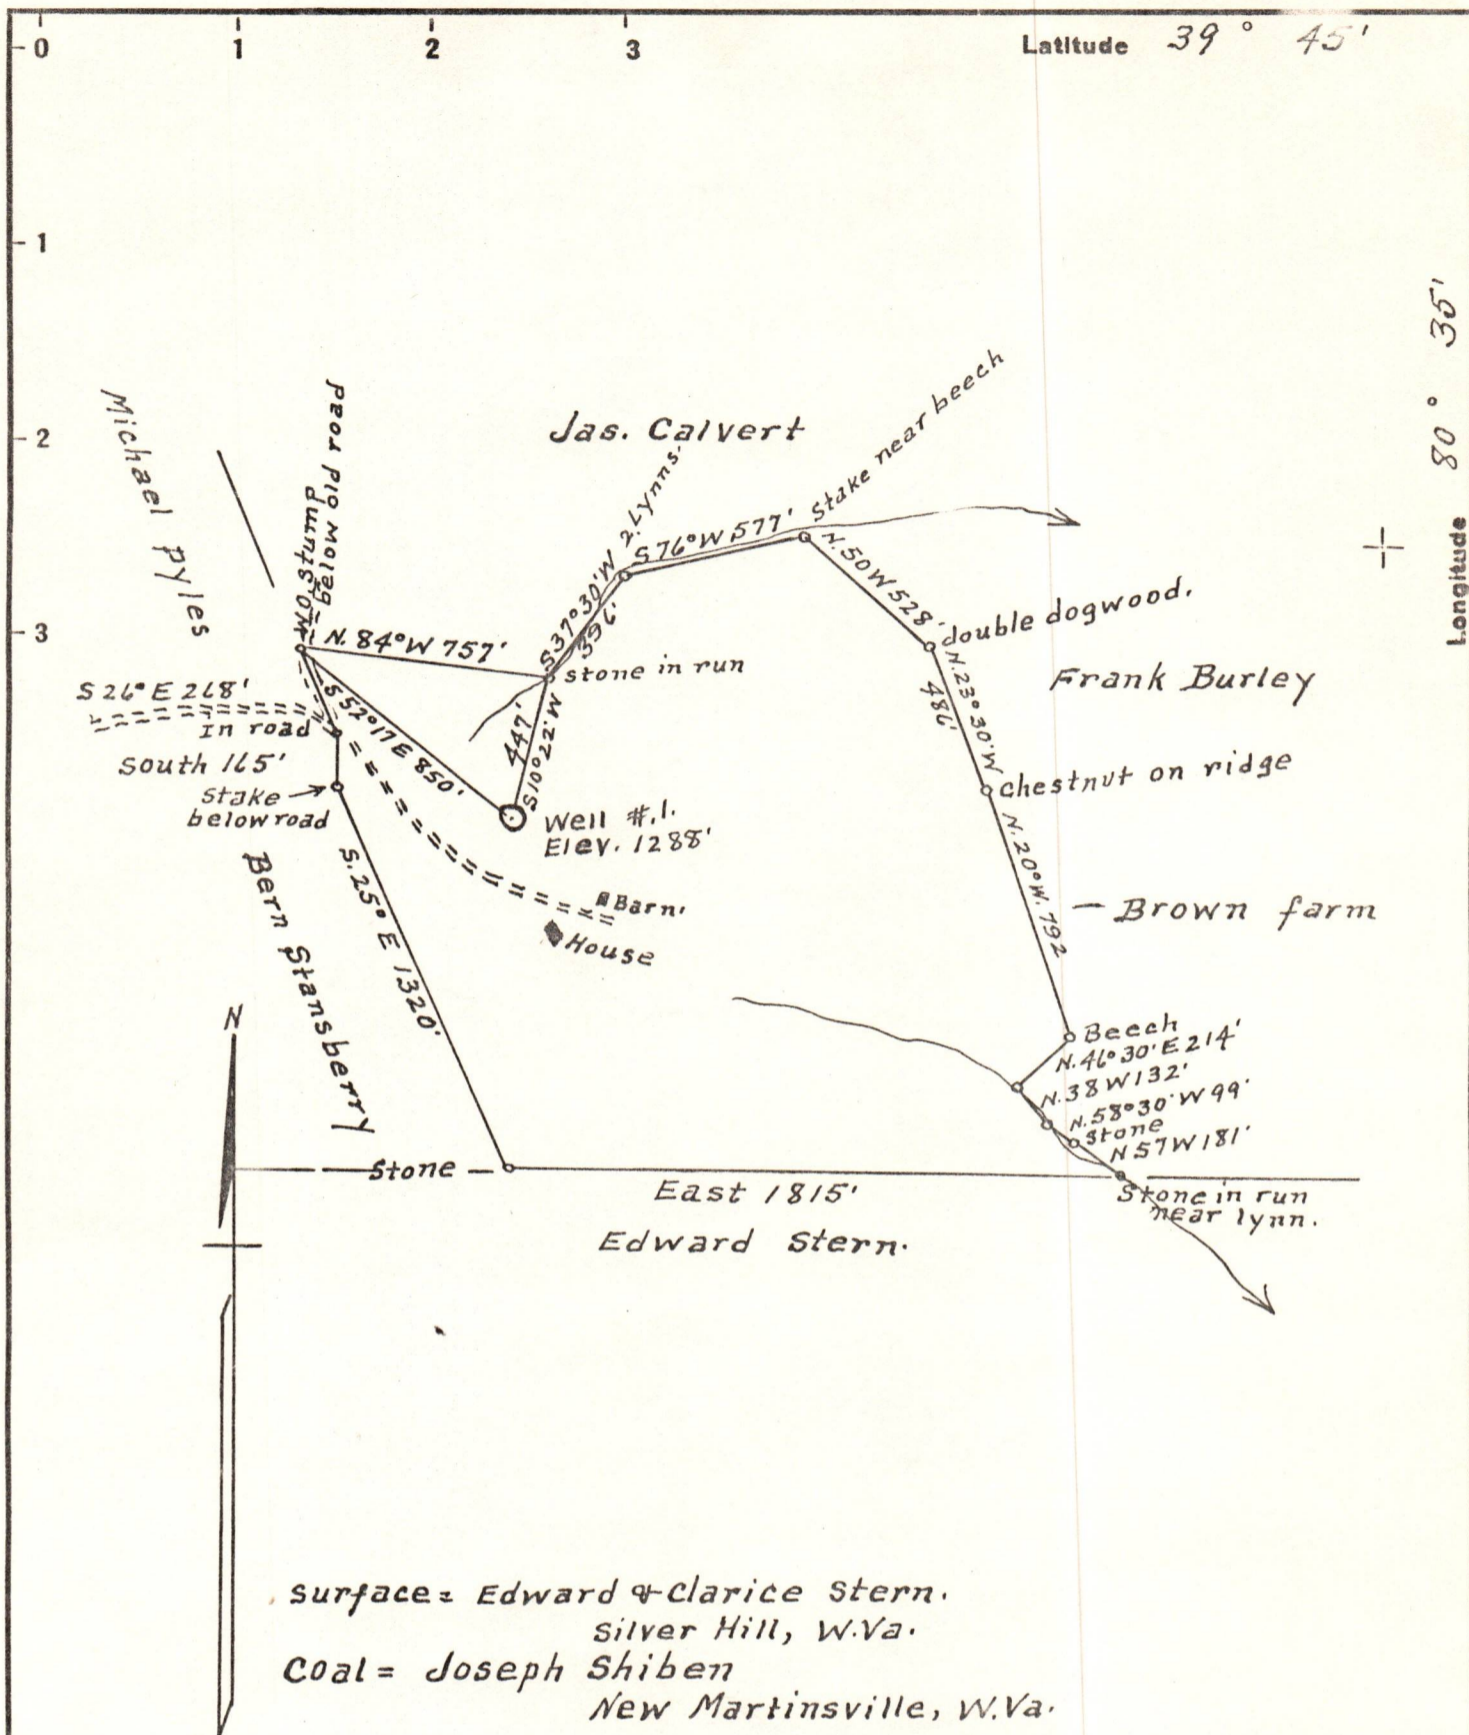 0
1
2
3
Latitude 39° 45'
1
2
3
Longitude 80° 35'
Michael Pyles
W.O. Stump
below old road
Jas. Calvert
2 Lynns.
Stake near beech
S 76° W 577'
S 37° 30' W
396'
N. 50 W 528'
double dogwood.
N. 84° W 757'
Stone in run
N. 23° 30' W
486'
Frank Burley
S 26° E 268'
In road
South 165'
Stake
below road
S 52° 17 E 850'
447'
S 10° 22' W
Well #.1.
Elev. 1288'
Chestnut on ridge
N. 20° W. 792
Brown farm
Bern Stansberry
S. 25° E 1320'
Barn.
House
N
Beech
N. 46° 30' E 214'
N. 38 W 132'
N. 58° 30' W 99'
Stone
N 57 W 181'
Stone
East 1815'
Stone in run
near lynn.
Edward Stern.
Surface = Edward & Clarice Stern.
Silver Hill, W.Va.
Coal = Joseph Shiben
New Martinsville, W.Va.